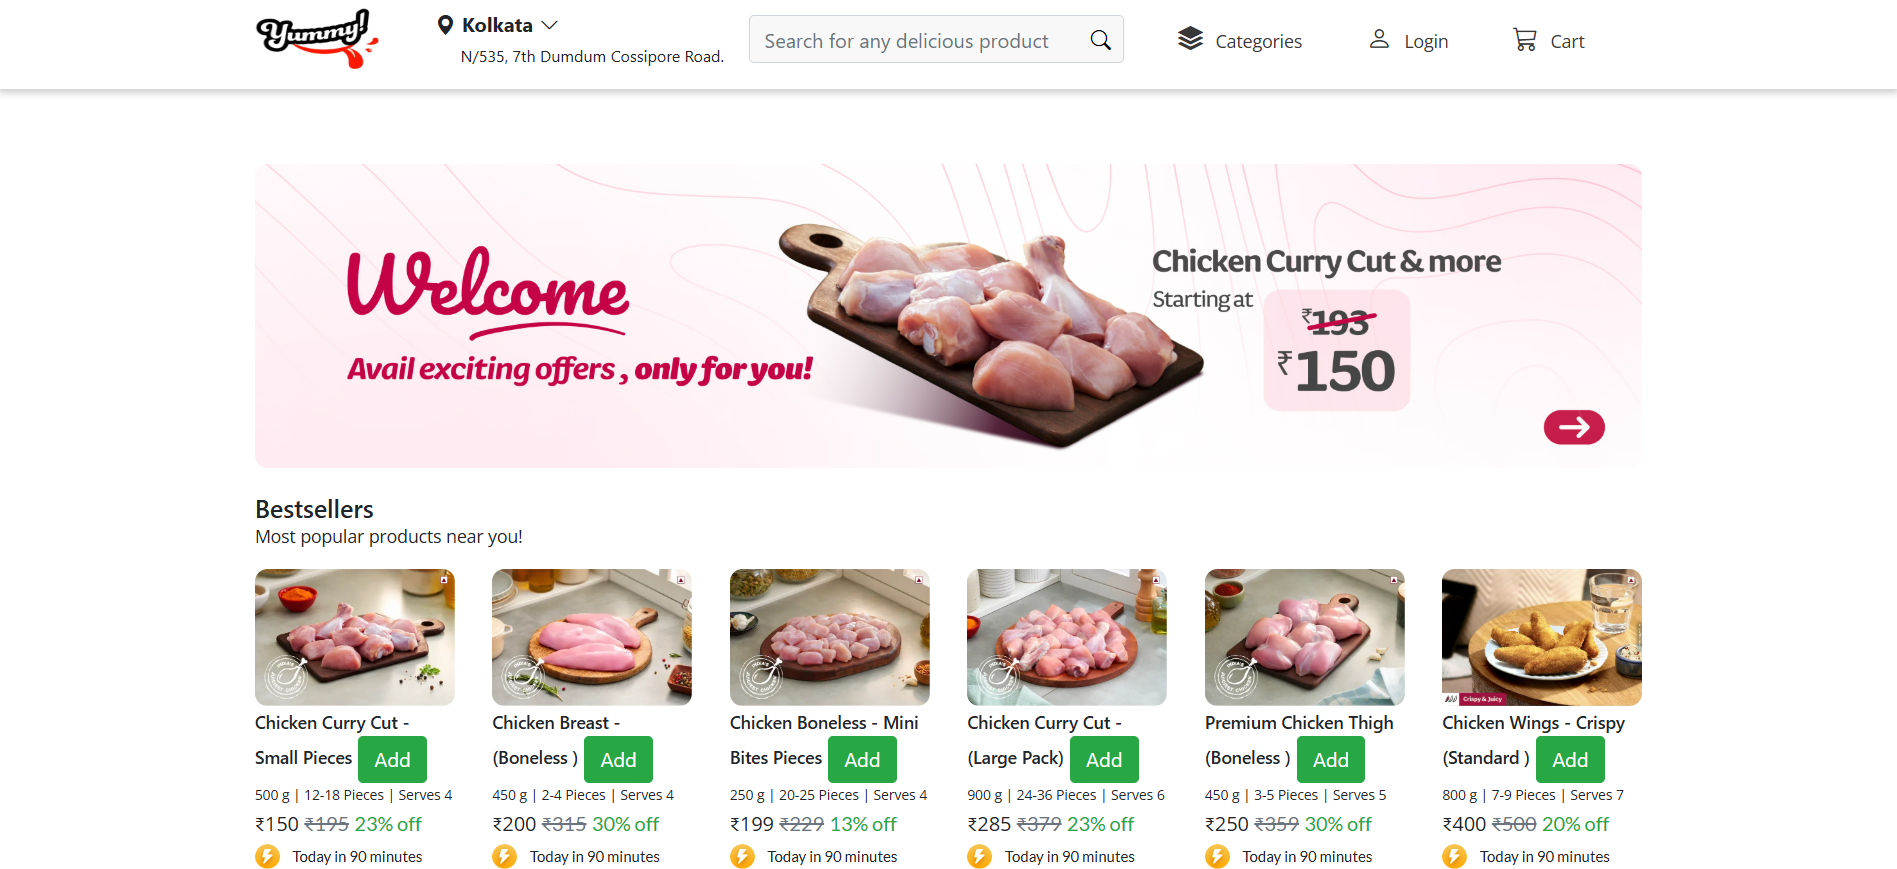 Yummy!
Kolkata
N/535, 7th Dumdum Cossipore Road.
Search for any delicious product
Categories
Login
Cart
Welcome
Avail exciting offers, only for you!
Chicken Curry Cut & more
Starting at
₹193
₹150
Bestsellers
Most popular products near you!
Chicken Curry Cut -
Small Pieces Add
500 g | 12-18 Pieces | Serves 4
₹150 ₹195 23% off
Today in 90 minutes
Chicken Breast -
(Boneless ) Add
450 g | 2-4 Pieces | Serves 4
₹200 ₹315 30% off
Today in 90 minutes
Chicken Boneless - Mini
Bites Pieces Add
250 g | 20-25 Pieces | Serves 4
₹199 ₹229 13% off
Today in 90 minutes
Chicken Curry Cut -
(Large Pack) Add
900 g | 24-36 Pieces | Serves 6
₹285 ₹379 23% off
Today in 90 minutes
Premium Chicken Thigh
(Boneless ) Add
450 g | 3-5 Pieces | Serves 5
₹250 ₹359 30% off
Today in 90 minutes
Crispy & Juicy
Chicken Wings - Crispy
(Standard ) Add
800 g | 7-9 Pieces | Serves 7
₹400 ₹500 20% off
Today in 90 minutes